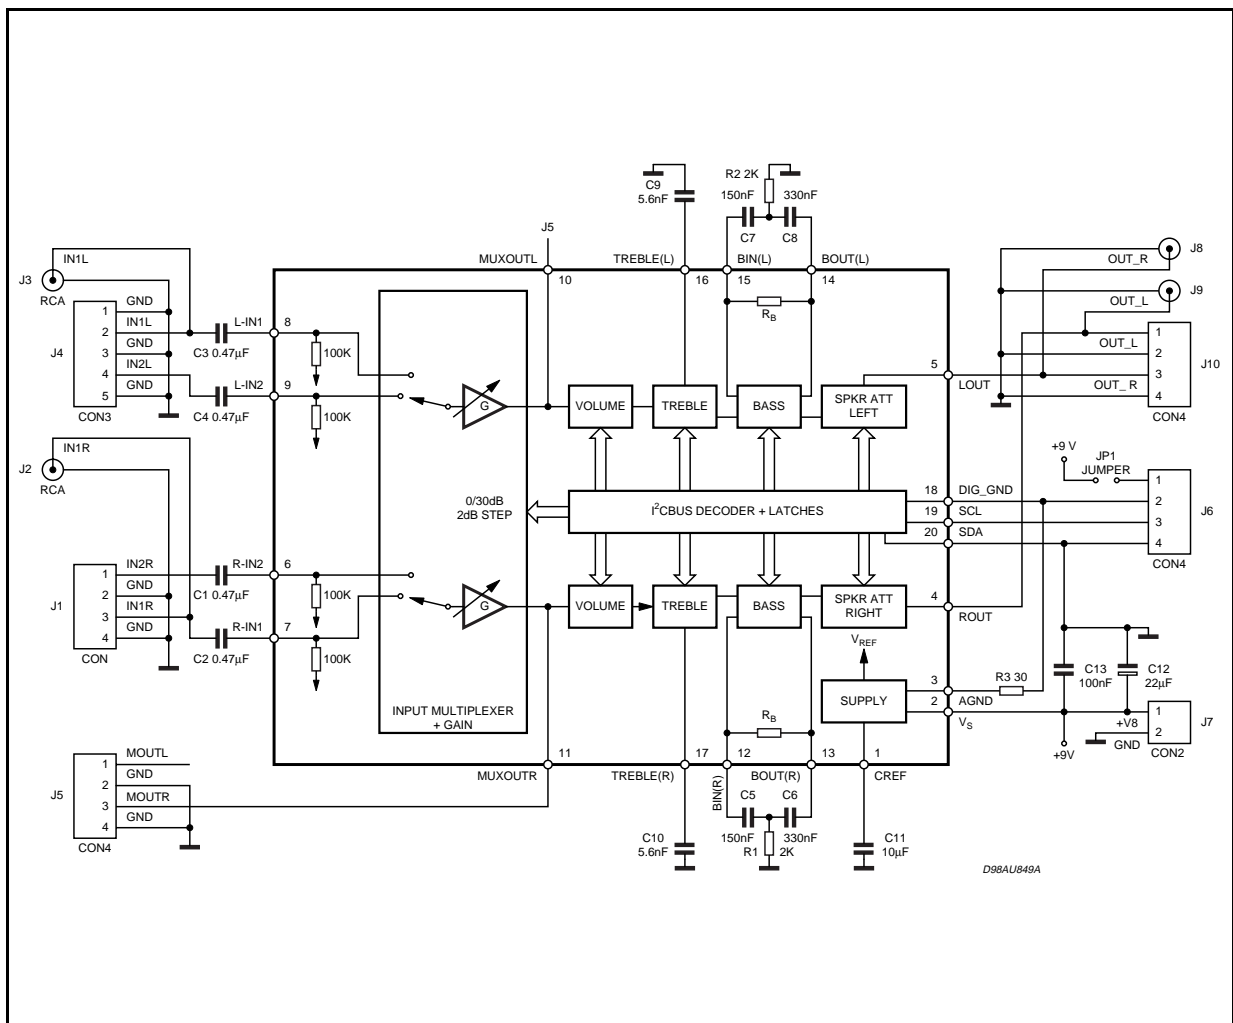 R2 2K
C9
5.6nF
150nF
330nF
C7
C8
J5
MUXOUTL
TREBLE(L)
BIN(L)
BOUT(L)
10
16
15
14
J8
OUT_R
J9
OUT_L
J3
RCA
IN1L
GND
1
IN1L
2
GND
3
IN2L
4
GND
5
J4
CON3
L-IN1
8
C3 0.47µF
100K
L-IN2
9
C4 0.47µF
100K
G
RB
VOLUME
TREBLE
BASS
SPKR ATT
LEFT
5
LOUT
1
OUT_L
2
3
OUT_ R
4
J10
CON4
J2
RCA
IN1R
+9 V
JP1
JUMPER
1
2
3
4
J6
CON4
0/30dB
2dB STEP
I2CBUS DECODER + LATCHES
18
DIG_GND
19
SCL
20
SDA
J1
1
IN2R
2
GND
3
IN1R
4
GND
CON
R-IN2
6
C1 0.47µF
100K
R-IN1
7
C2 0.47µF
100K
G
VOLUME
TREBLE
BASS
SPKR ATT
RIGHT
4
ROUT
VREF
SUPPLY
3
AGND
2
VS
R3 30
C13
100nF
C12
22µF
+V8
GND
+9V
1
2
J7
CON2
INPUT MULTIPLEXER
+ GAIN
RB
11
17
12
13
1
MUXOUTR
TREBLE(R)
BIN(R)
BOUT(R)
CREF
J5
1
MOUTL
2
GND
3
MOUTR
4
GND
CON4
C10
5.6nF
C5
C6
150nF
330nF
R1
2K
C11
10µF
D98AU849A